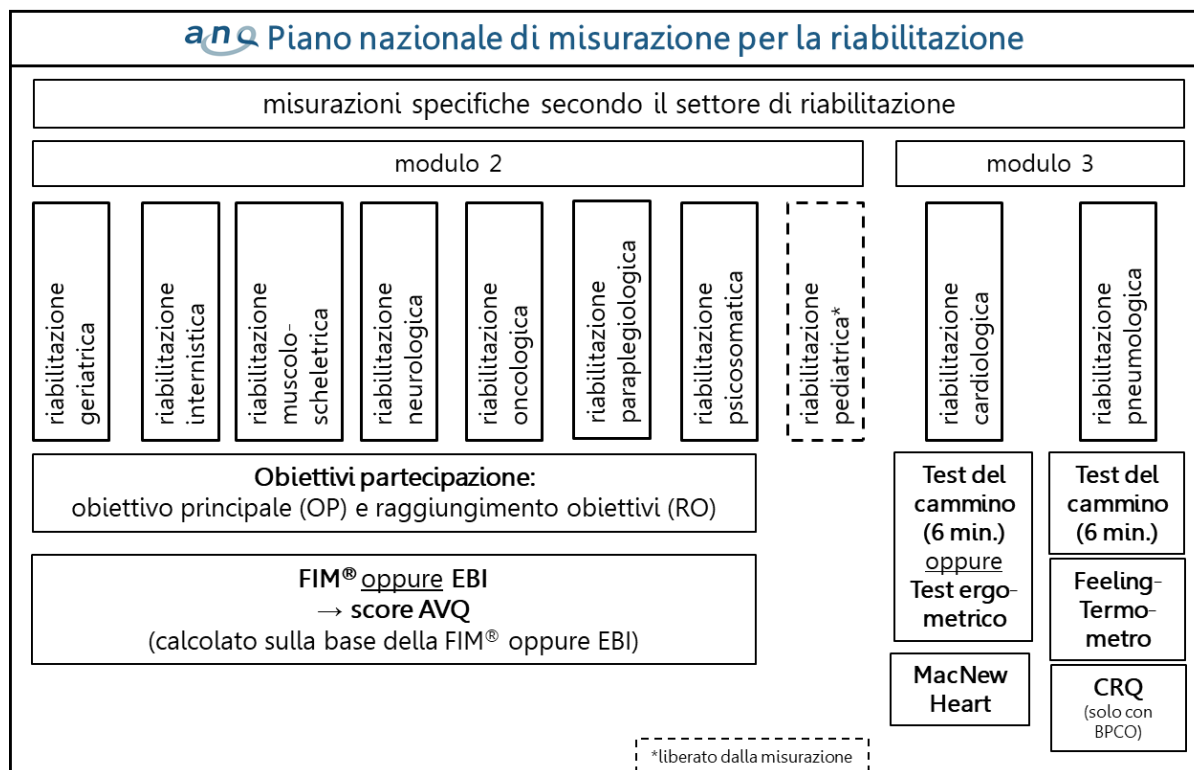 anq Piano nazionale di misurazione per la riabilitazione
misurazioni specifiche secondo il settore di riabilitazione
modulo 2
modulo 3
riabilitazione
geriatrica
riabilitazione
internistica
riabilitazione
muscolo-
scheletrica
riabilitazione
neurologica
riabilitazione
oncologica
riabilitazione
paraplegiologica
riabilitazione
psicosomatica
riabilitazione
pediatrica*
riabilitazione
cardiologica
riabilitazione
pneumologica
Obiettivi partecipazione:
obiettivo principale (OP) e raggiungimento obiettivi (RO)
FIM® oppure EBI
→ score AVQ
(calcolato sulla base della FIM® oppure EBI)
Test del
cammino
(6 min.)
oppure
Test ergo-
metrico
MacNew
Heart
Test del
cammino
(6 min.)
Feeling-
Termo-
metro
CRQ
(solo con
BPCO)
*liberato dalla misurazione